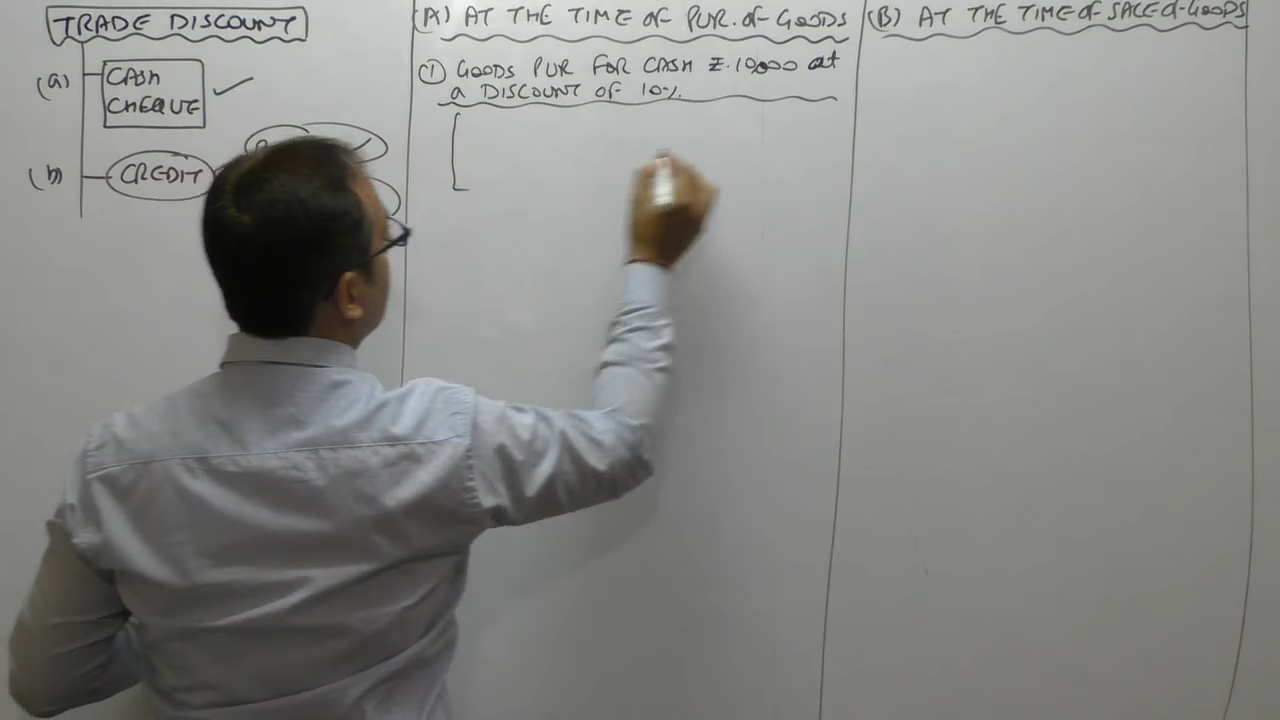 TRADE DISCOUNT
(a)
CASH
CHEQUE
(b)
CREDIT
(A) AT THE TIME OF PUR. OF GOODS
① GOODS PUR FOR CASH ₹.10,000 at
a DISCOUNT OF 10%
(B) AT THE TIME OF SALE OF GOODS